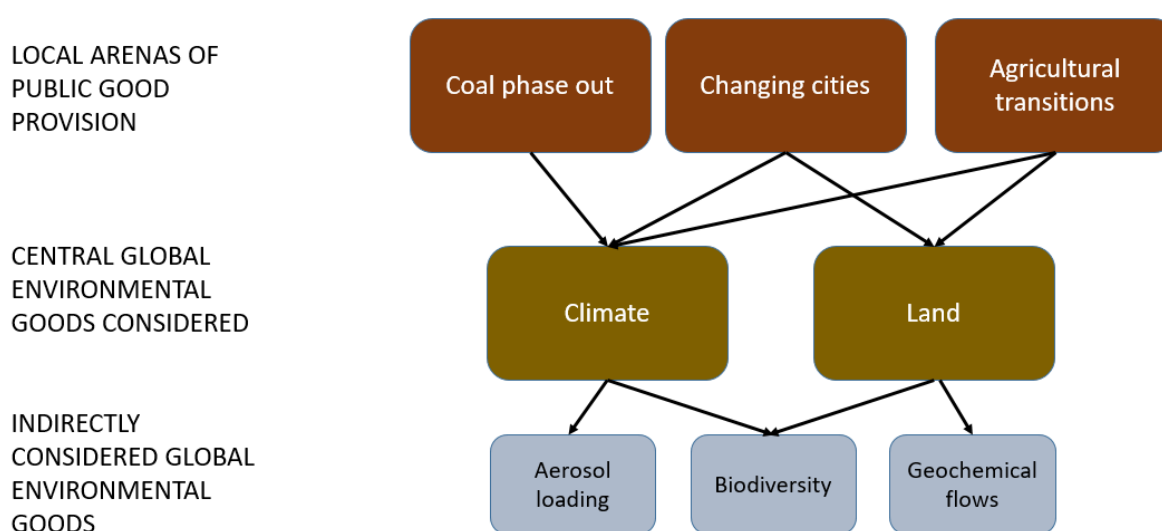 LOCAL ARENAS OF
PUBLIC GOOD
PROVISION
Coal phase out
Changing cities
Agricultural
transitions
CENTRAL GLOBAL
ENVIRONMENTAL
GOODS CONSIDERED
Climate
Land
INDIRECTLY
CONSIDERED GLOBAL
ENVIRONMENTAL
GOODS
Aerosol
loading
Biodiversity
Geochemical
flows